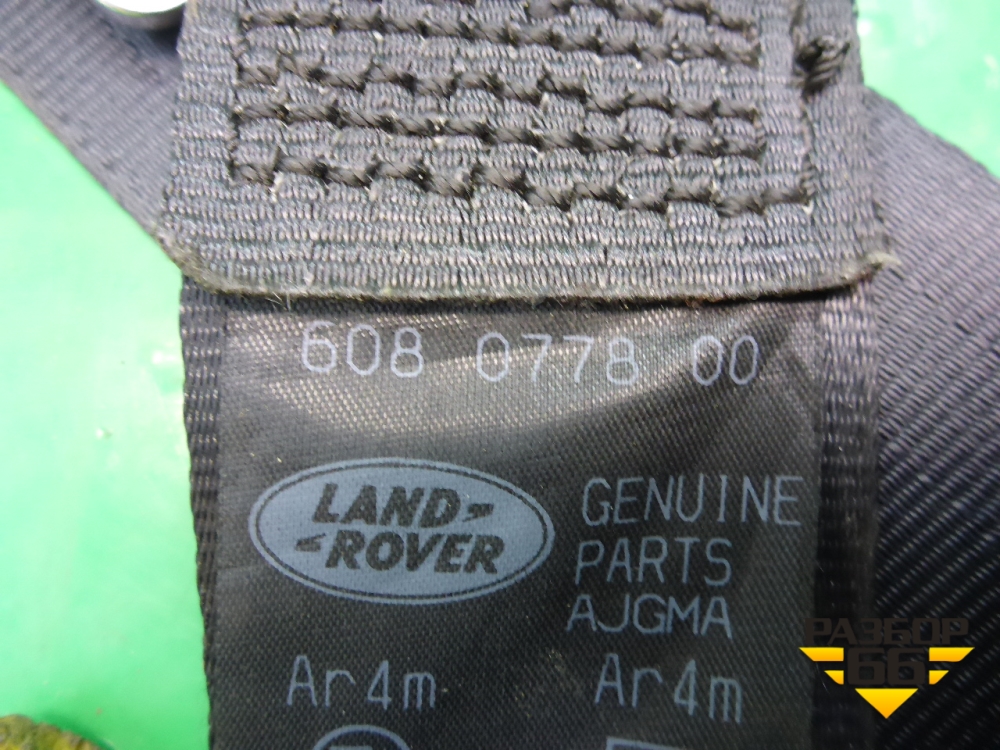 608 0778 00
LAND-
-ROVER
GENUINE
PARTS
AJGMA
Ar4m Ar4m
РАЗБОР
66